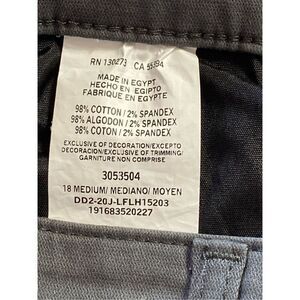 RN 130273 CA 55394
MADE IN EGYPT
HECHO EN EGIPTO
FABRIQUE EN EGYPTE
98% COTTON/2% SPANDEX
98% ALGODON/2% SPANDEX
98% COTON/2% SPANDEX
EXCLUSIVE OF DECORATION/EXCEPTO
DECORACION/EXCLUSIVE OF TRIMMING/
GARNITURE NON COMPRISE
3053504
18 MEDIUM/ MEDIANO/ MOYEN
DD2-20J-LFLH15203
191683520227